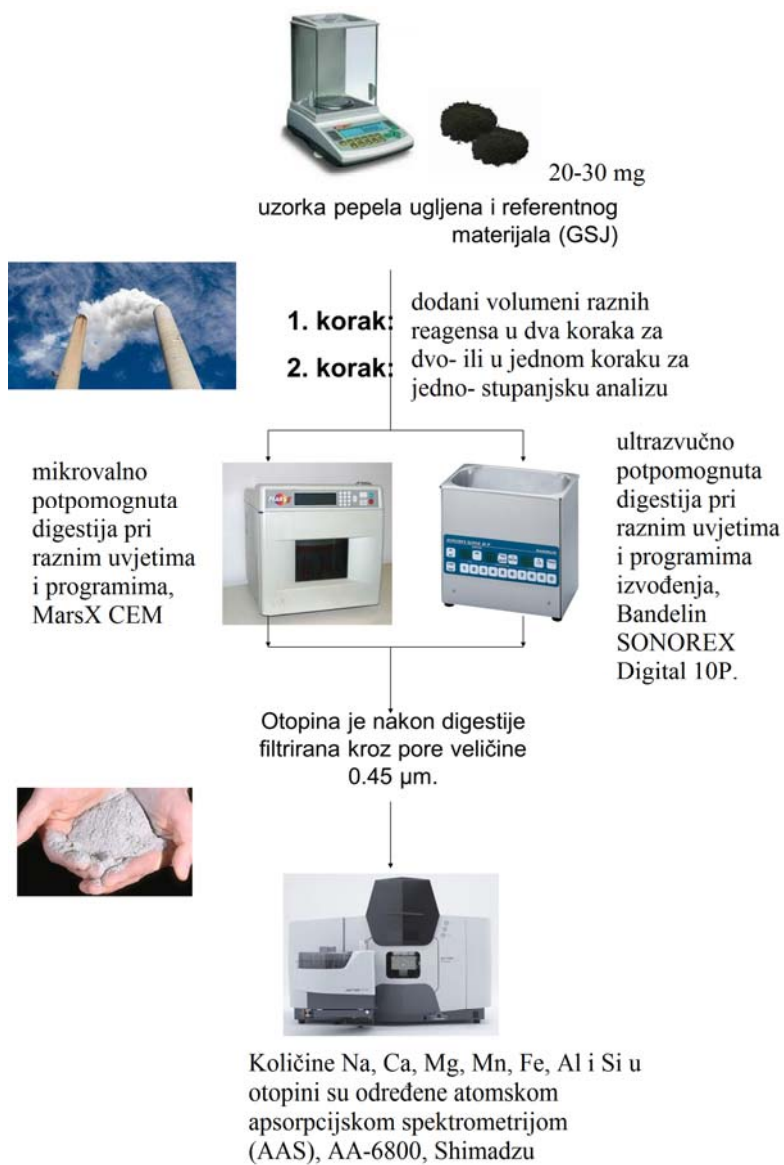 20-30 mg
uzorka pepela ugljena i referentnog
materijala (GSJ)
1. korak:
2. korak:
dodani volumeni raznih
reagensa u dva koraka za
dvo- ili u jednom koraku za
jedno- stupanjsku analizu
mikrovalno
potpomognuta
digestija pri
raznim uvjetima
i programima,
MarsX CEM
ultrazvučno
potpomognuta
digestija pri
raznim uvjetima
i programima
izvođenja,
Bandelin
SONOREX
Digital 10P.
Otopina je nakon digestije
filtrirana kroz pore veličine
0.45 µm.
Količine Na, Ca, Mg, Mn, Fe, Al i Si u
otopini su određene atomskom
apsorpcijskom spektrometrijom
(AAS), AA-6800, Shimadzu